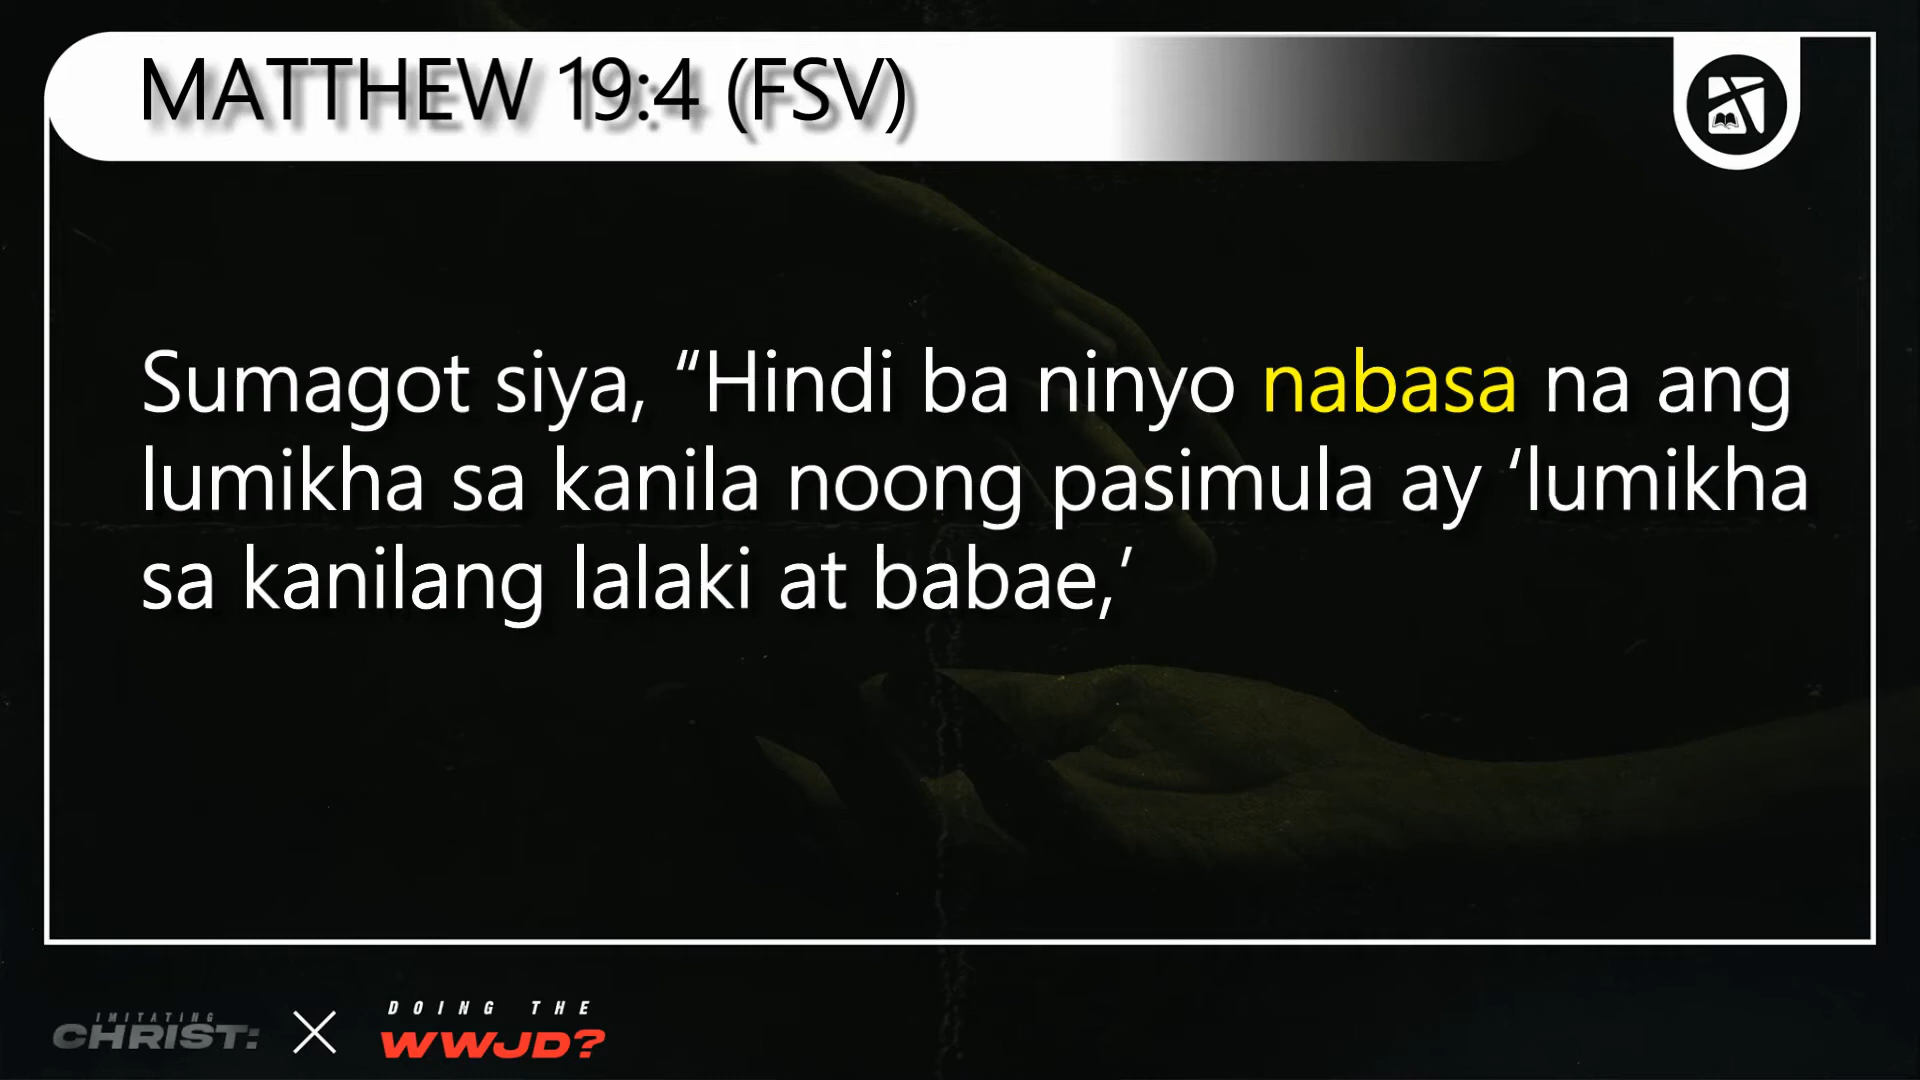 MATTHEW 19:4 (FSV)
Sumagot siya, “Hindi ba ninyo nabasa na ang
lumikha sa kanila noong pasimula ay ‘lumikha
sa kanilang lalaki at babae,’
IMITATING
CHRIST:
DOING THE
WWJD?